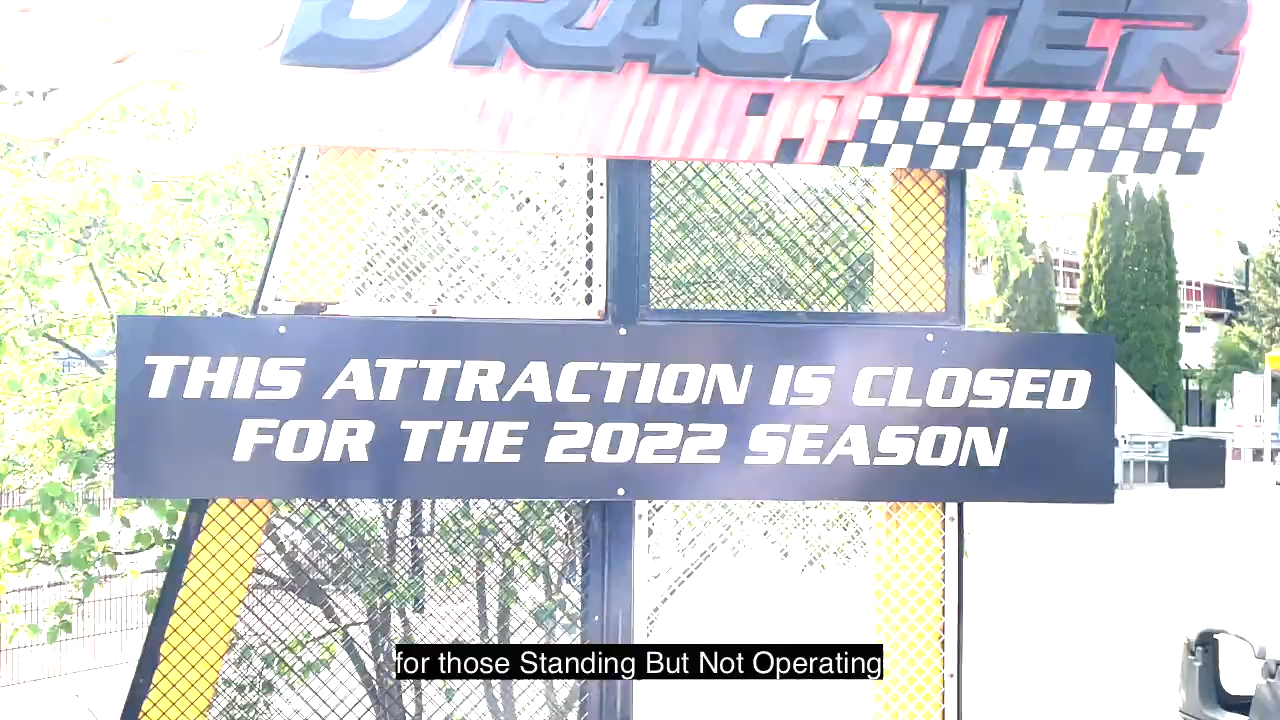 DRAGSTER
THIS ATTRACTION IS CLOSED
FOR THE 2022 SEASON
for those Standing But Not Operating